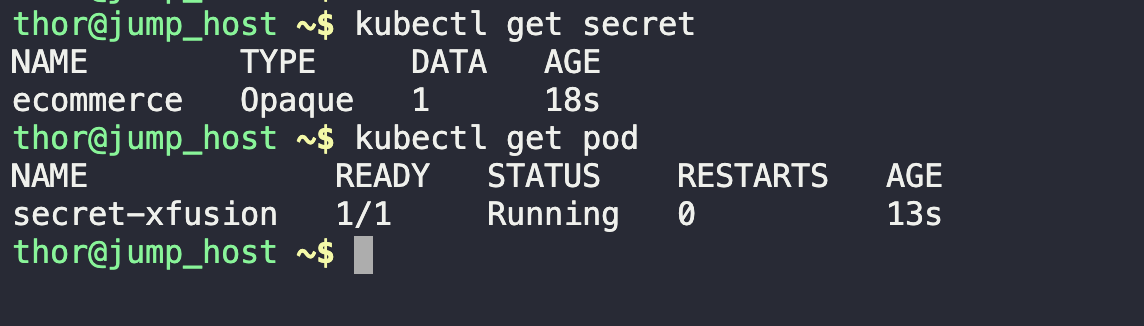 thor@jump_host ~$ kubectl get secret
NAME        TYPE     DATA   AGE
ecommerce   Opaque   1      18s
thor@jump_host ~$ kubectl get pod
NAME             READY   STATUS    RESTARTS   AGE
secret-xfusion   1/1     Running   0          13s
thor@jump_host ~$